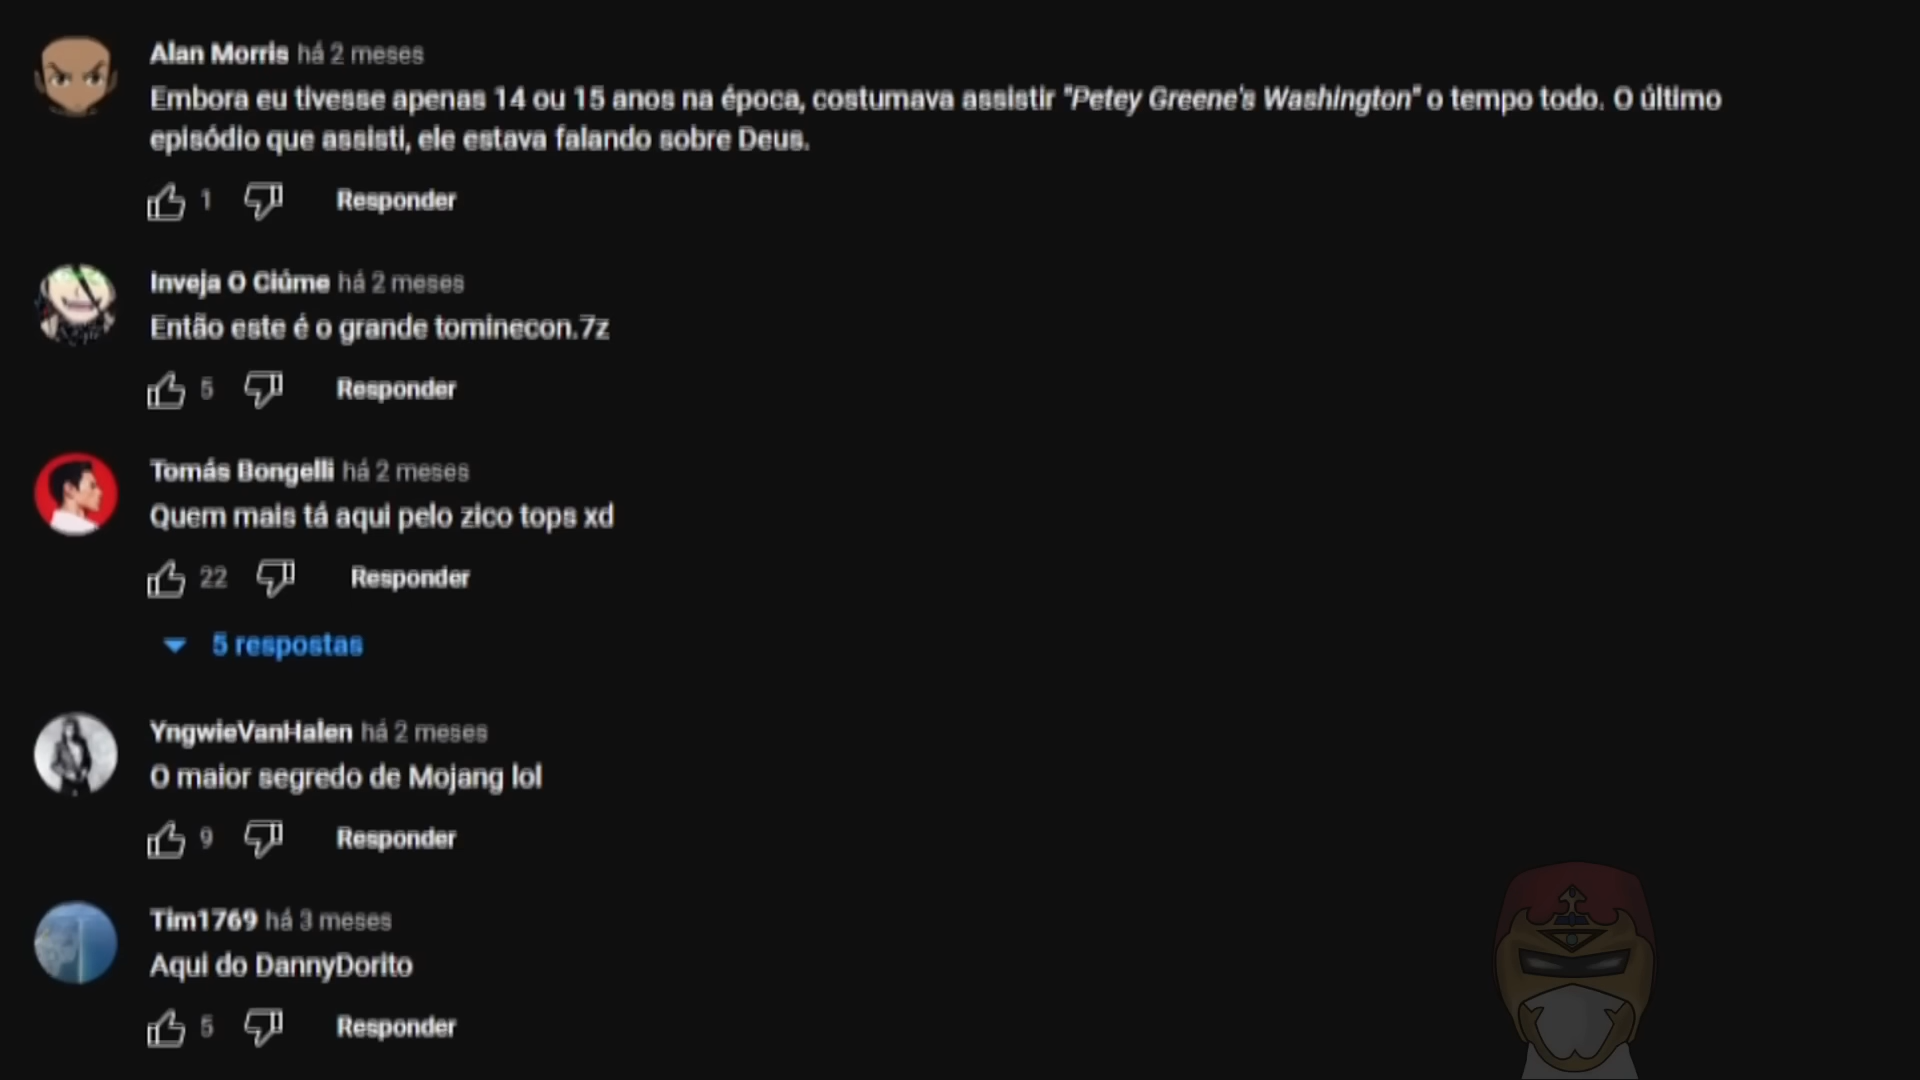 Alan Morris há 2 meses
Embora eu tivesse apenas 14 ou 15 anos na época, costumava assistir "Petey Greene's Washington" o tempo todo. O último
episódio que assisti, ele estava falando sobre Deus.
1 Responder
Inveja O Ciúme há 2 meses
Então este é o grande tominecon.7z
5 Responder
Tomás Bongelli há 2 meses
Quem mais tá aqui pelo zico tops xd
22 Responder
5 respostas
YngwieVanHalen há 2 meses
O maior segredo de Mojang lol
9 Responder
Tim1769 há 3 meses
Aqui do DannyDorito
5 Responder